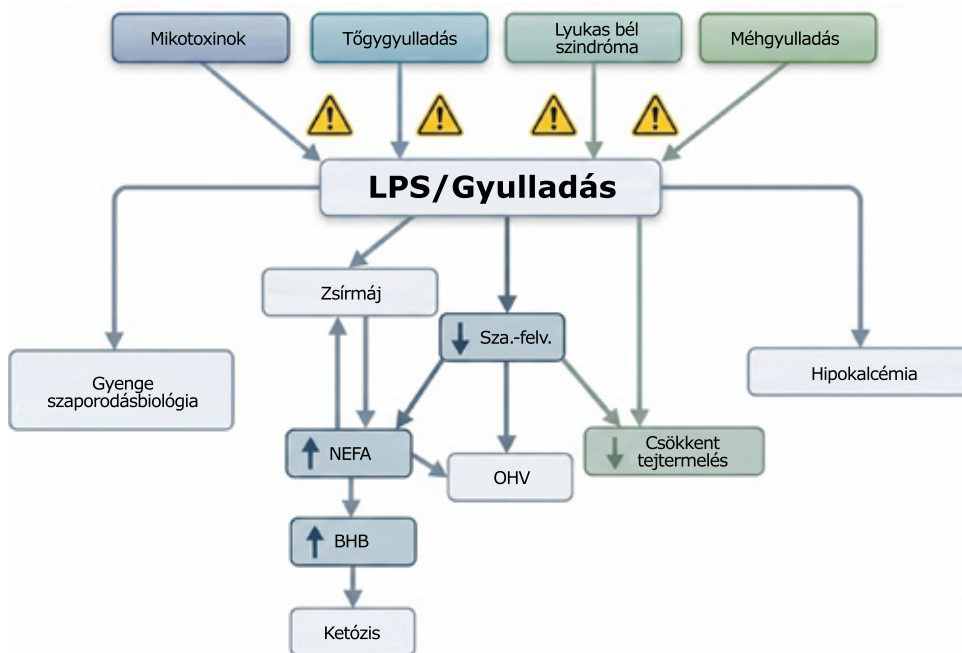 Mikotoxinok
Tőgygyulladás
Lyukas bél
szindróma
Méhgyulladás
LPS/Gyulladás
Zsírmáj
Sza.-felv.
Gyenge
szaporodásbiológia
Hipokalcémia
NEFA
OHV
Csökkent
tejtermelés
BHB
Ketózis